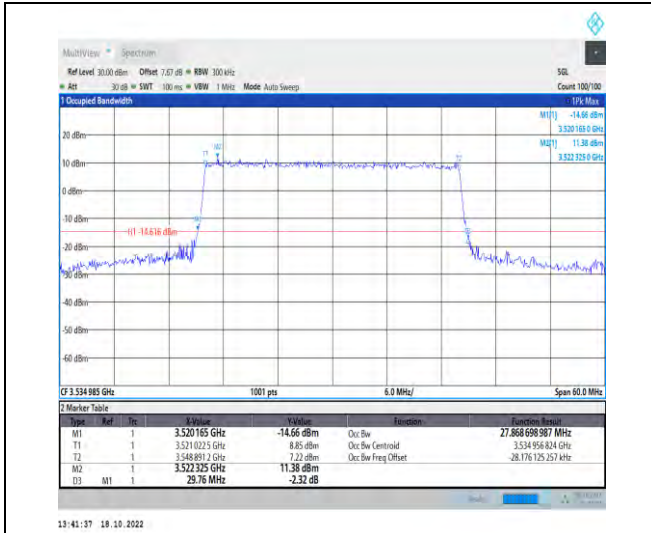 MultiView Spectrum
Ref Level 30.00 dBm Offset 7.67 dB RBW 300 kHz SGL
Att 30 dB SWT 100 ms VBW 1 MHz Mode Auto Sweep Count 100/100
1 Occupied Bandwidth 1Pk Max
M1[1] -14.66 dBm
3.520 165 0 GHz
M2[1] 11.38 dBm
3.522 325 0 GHz
20 dBm
M2
T1
T2
10 dBm
0 dBm
-10 dBm
H1 -14.616 dBm
-20 dBm
-30 dBm
-40 dBm
-50 dBm
-60 dBm
CF 3.534 985 GHz 1001 pts 6.0 MHz/ Span 60.0 MHz
2 Marker Table
Type Ref Trc X-Value Y-Value Function Function Result
M1 1 3.520 165 GHz -14.66 dBm Occ Bw 27.868 698 987 MHz
T1 1 3.521 022 5 GHz 8.85 dBm Occ Bw Centroid 3.534 956 824 GHz
T2 1 3.548 891 2 GHz 7.22 dBm Occ Bw Freq Offset -28.176 125 257 kHz
M2 1 3.522 325 GHz 11.38 dBm
D3 M1 1 29.76 MHz -2.32 dB
13:41:37 18.10.2022